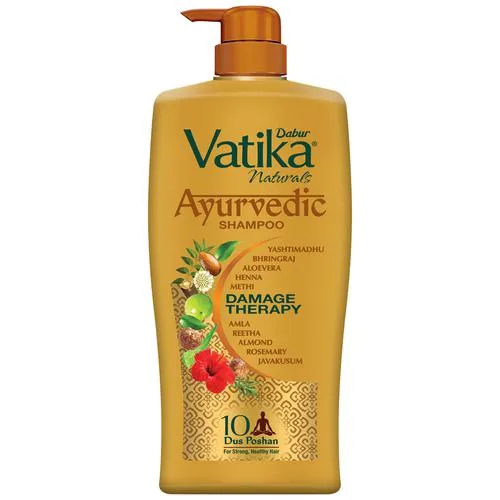 Dabur
Vatika®
Naturals
Ayurvedic
SHAMPOO
YASHTIMADHU
BHRINGRAJ
ALOEVERA
HENNA
METHI
DAMAGE
THERAPY
AMLA
REETHA
ALMOND
ROSEMARY
JAVAKUSUM
10
Dus Poshan
For Strong, Healthy Hair